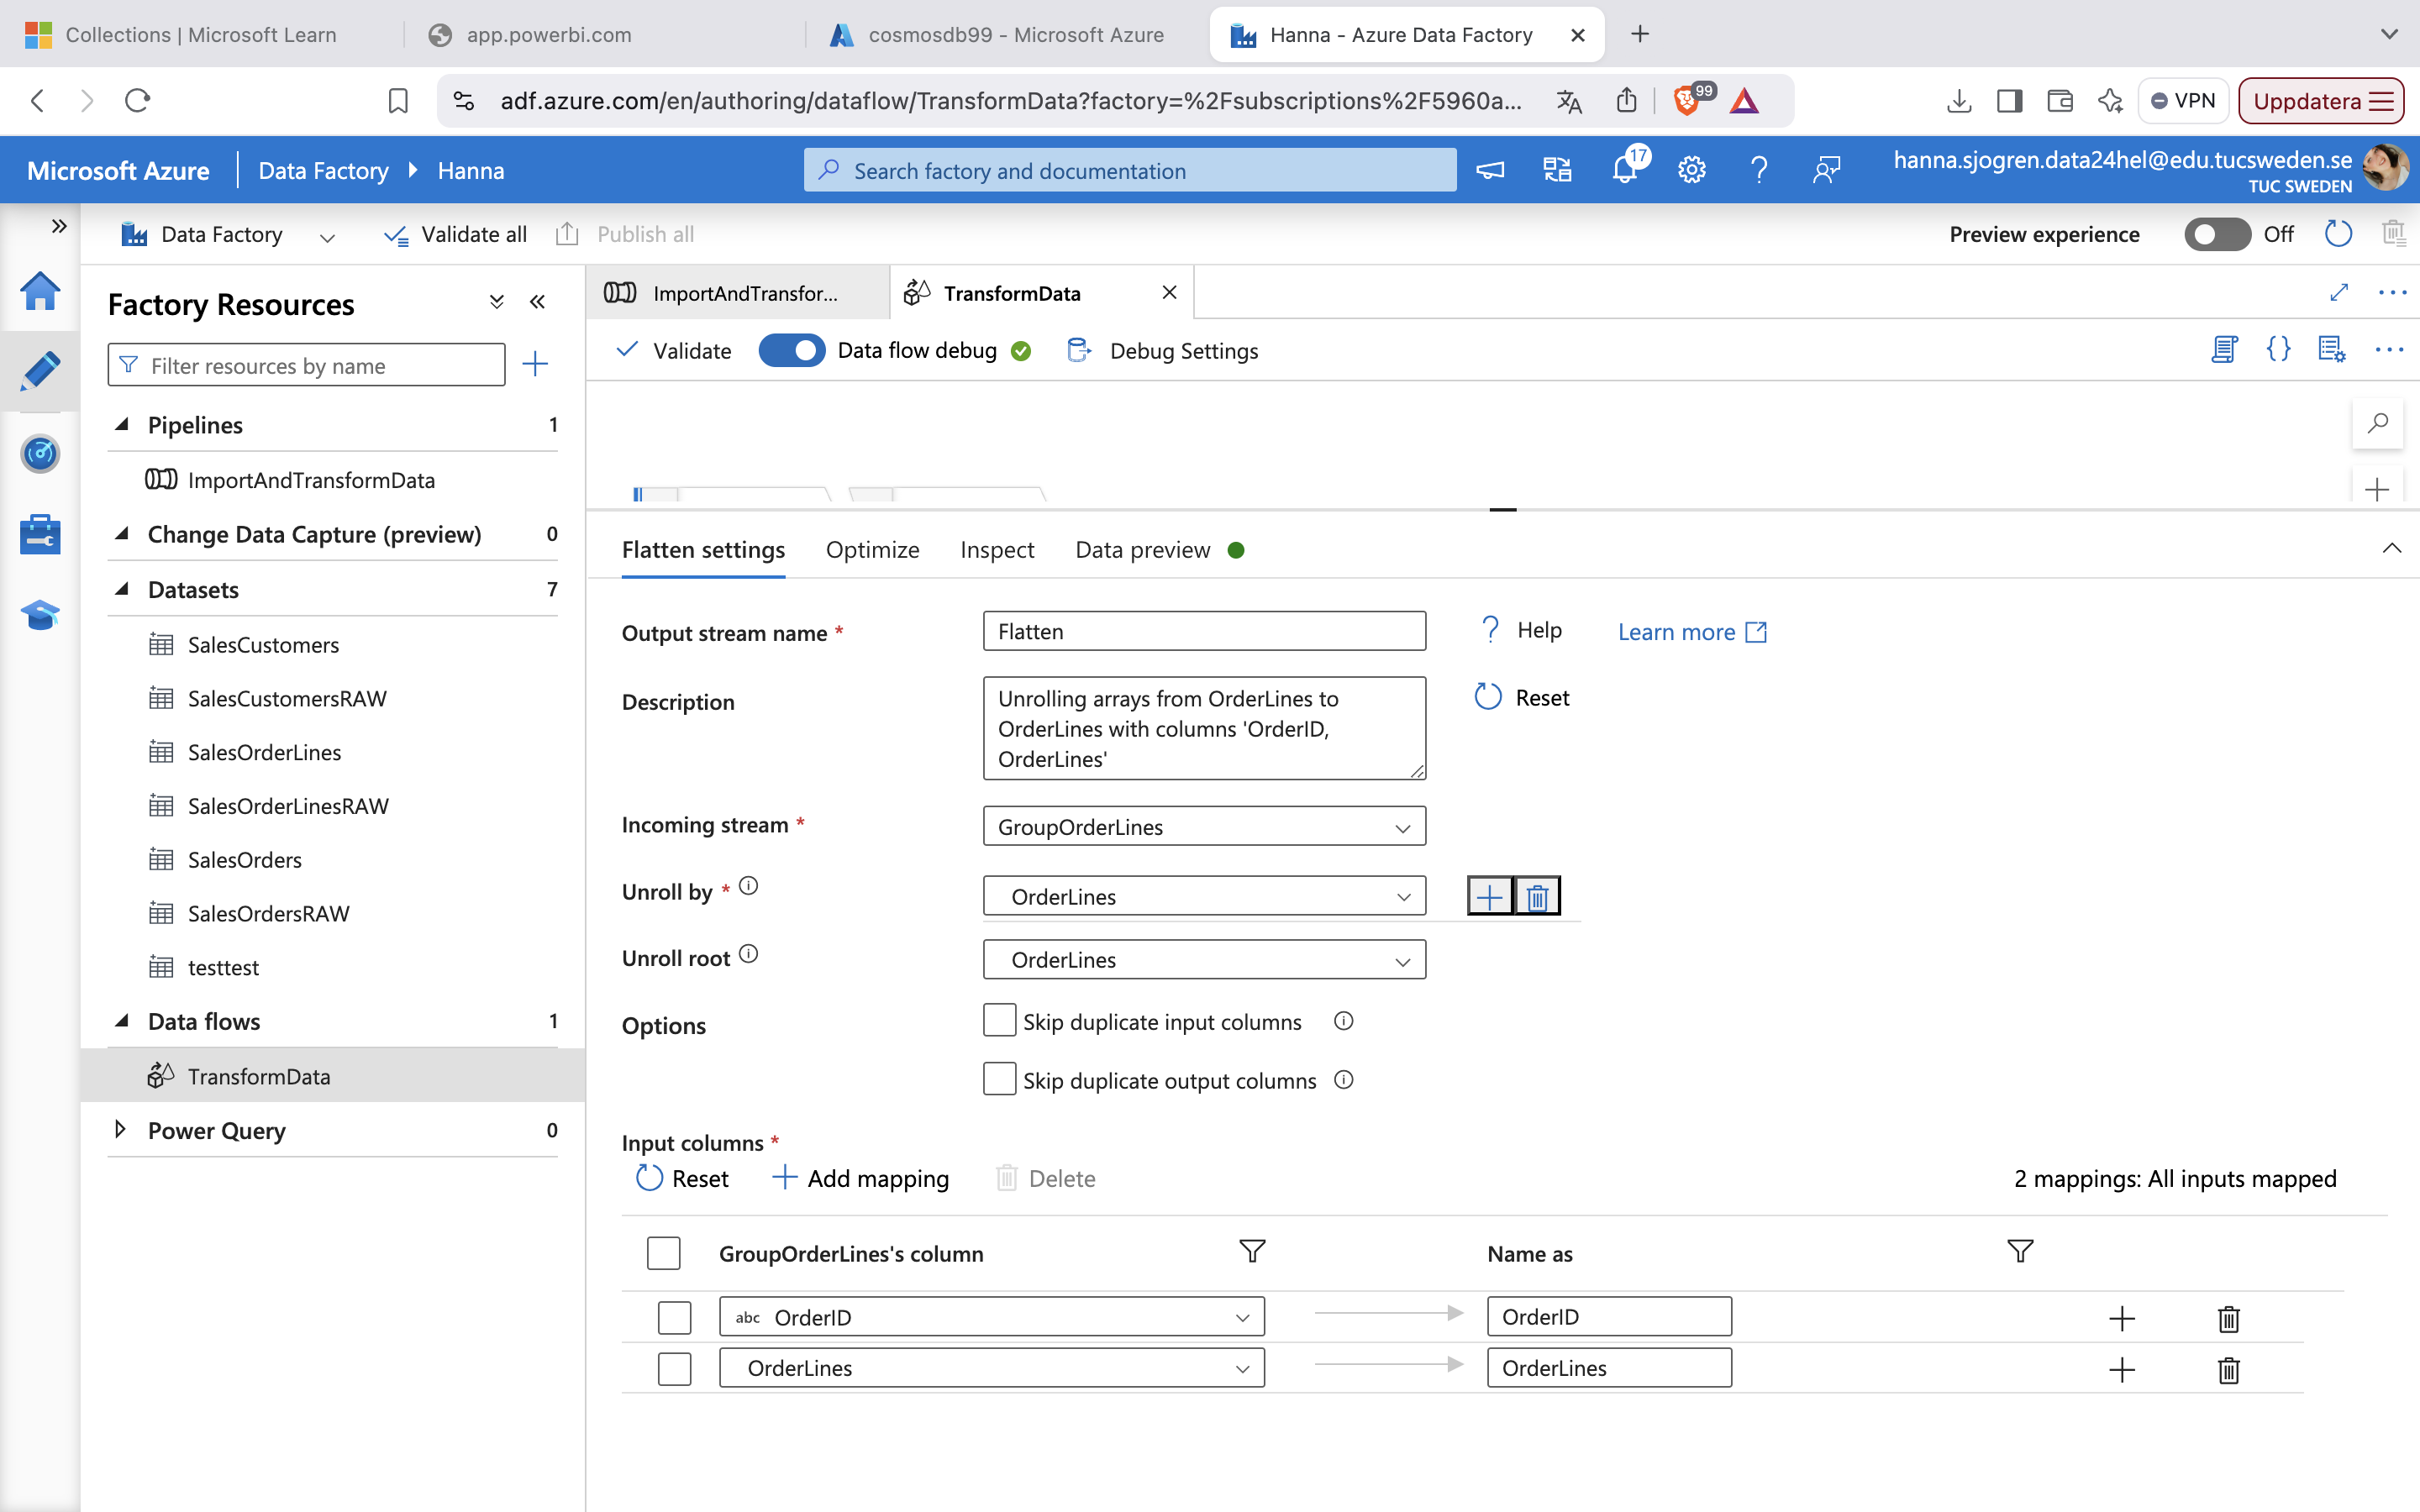 Collections | Microsoft Learn
app.powerbi.com
cosmosdb99 - Microsoft Azure
Hanna - Azure Data Factory
adf.azure.com/en/authoring/dataflow/TransformData?factory=%2Fsubscriptions%2F5960a...
99
VPN
Uppdatera
Microsoft Azure
Data Factory
Hanna
Search factory and documentation
17
hanna.sjogren.data24hel@edu.tucsweden.se
TUC SWEDEN
Data Factory
Validate all
Publish all
Preview experience
Off
Factory Resources
Filter resources by name
Pipelines 1
ImportAndTransformData
Change Data Capture (preview) 0
Datasets 7
SalesCustomers
SalesCustomersRAW
SalesOrderLines
SalesOrderLinesRAW
SalesOrders
SalesOrdersRAW
testtest
Data flows 1
TransformData
Power Query 0
ImportAndTransfor...
TransformData
Validate
Data flow debug
Debug Settings
Flatten settings
Optimize
Inspect
Data preview
Output stream name *
Flatten
Help
Learn more
Description
Unrolling arrays from OrderLines to
OrderLines with columns 'OrderID,
OrderLines'
Reset
Incoming stream *
GroupOrderLines
Unroll by *
OrderLines
Unroll root
OrderLines
Options
Skip duplicate input columns
Skip duplicate output columns
Input columns *
Reset
Add mapping
Delete
2 mappings: All inputs mapped
GroupOrderLines's column
Name as
abc OrderID
OrderID
OrderLines
OrderLines